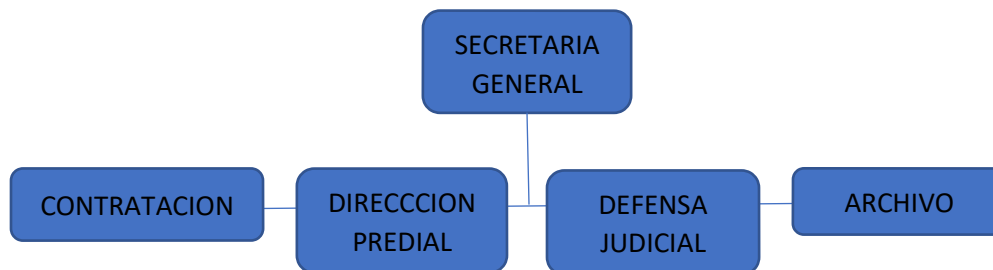 SECRETARIA
GENERAL
CONTRATACION
DIRECCCION
PREDIAL
DEFENSA
JUDICIAL
ARCHIVO